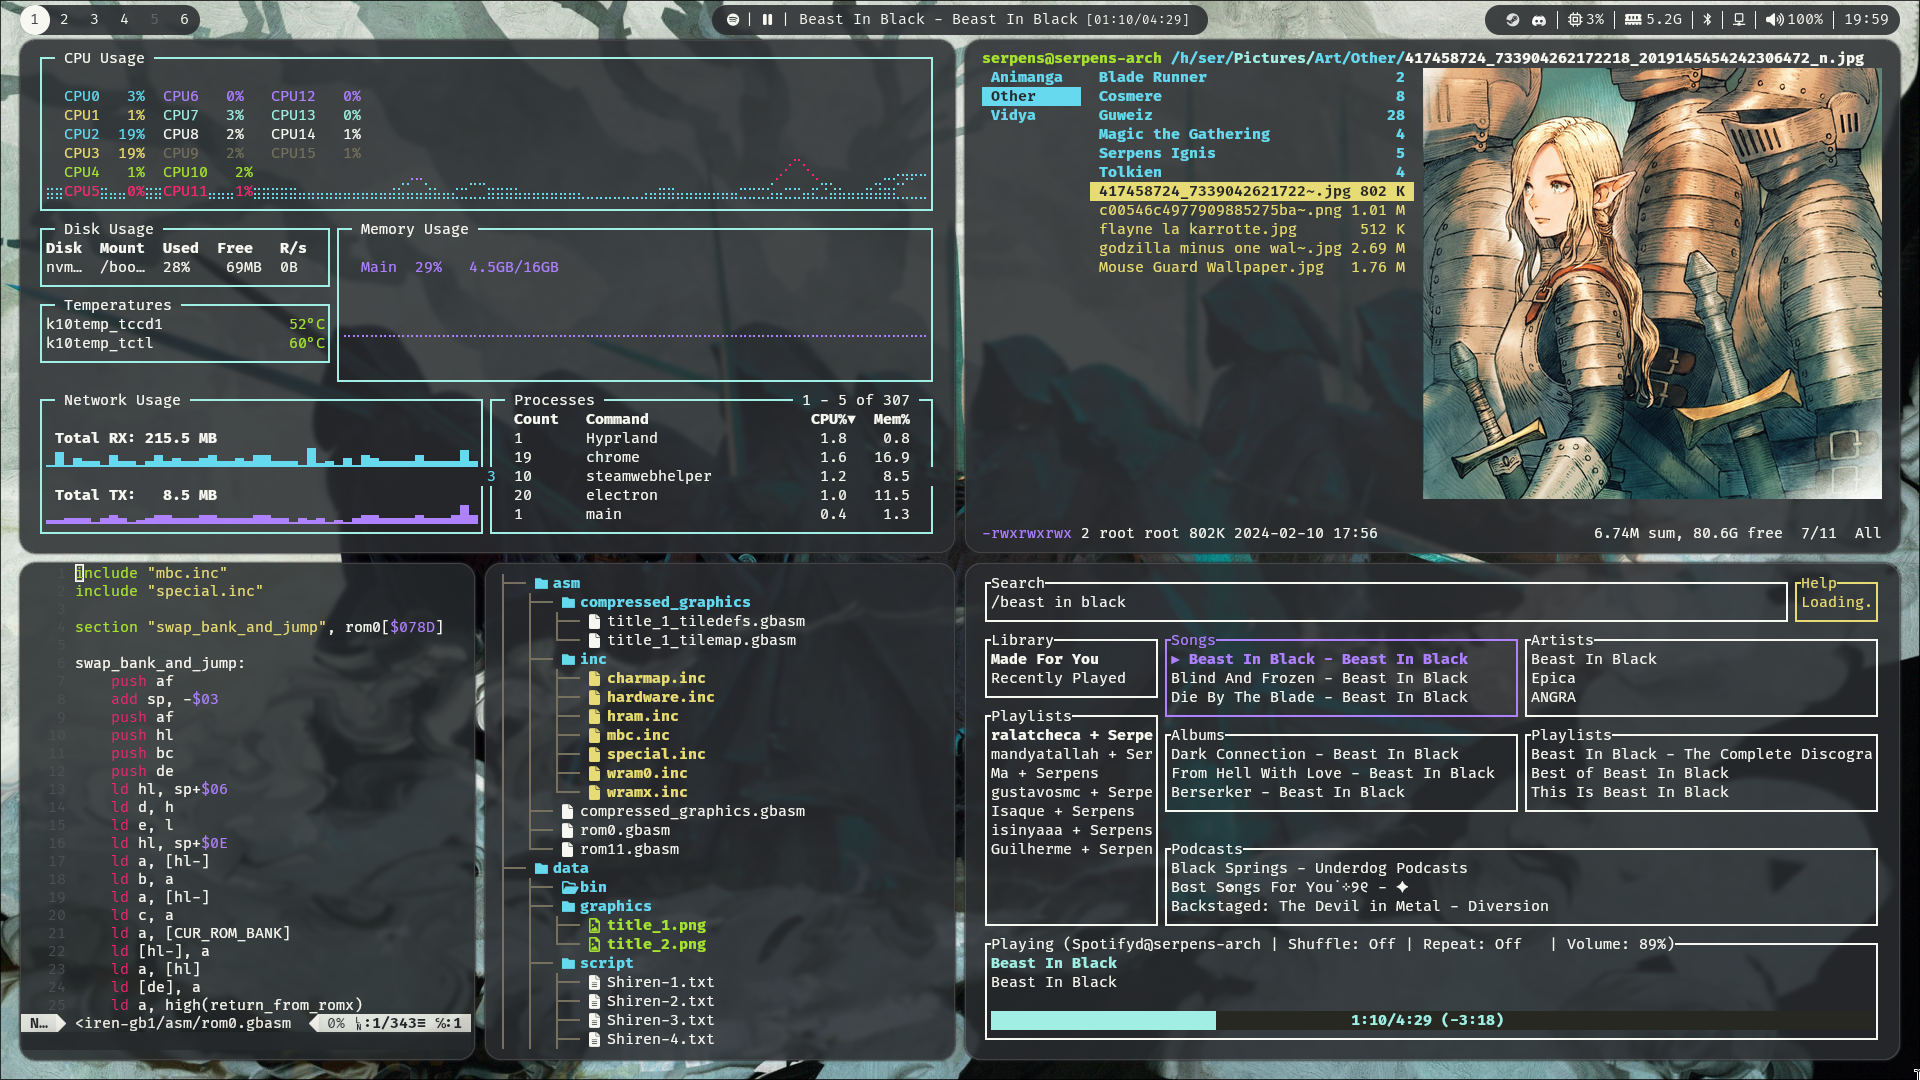 1 2 3 4 5 6
Beast In Black - Beast In Black [01:10/04:29]
3% 5.2G 100% 19:59
CPU Usage
CPU0 3% CPU6 0% CPU12 0%
CPU1 1% CPU7 3% CPU13 0%
CPU2 19% CPU8 2% CPU14 1%
CPU3 19% CPU9 2% CPU15 1%
CPU4 1% CPU10 2%
CPU5 0% CPU11 1%
Disk Usage
Disk Mount Used Free R/s
nvm… /boo… 28% 69MB 0B
Memory Usage
Main 29% 4.5GB/16GB
Temperatures
k10temp_tccd1 52°C
k10temp_tctl 60°C
Network Usage
Total RX: 215.5 MB
Total TX: 8.5 MB
3
Processes 1 - 5 of 307
Count Command CPU%▼ Mem%
1 Hyprland 1.8 0.8
19 chrome 1.6 16.9
10 steamwebhelper 1.2 8.5
20 electron 1.0 11.5
1 main 0.4 1.3
serpens@serpens-arch /h/ser/Pictures/Art/Other/417458724_733904262172218_2019145454242306472_n.jpg
Animanga
Other
Vidya
Blade Runner 2
Cosmere 8
Guweiz 28
Magic the Gathering 4
Serpens Ignis 5
Tolkien 4
417458724_7339042621722~.jpg 802 K
c00546c4977909885275ba~.png 1.01 M
flayne la karrotte.jpg 512 K
godzilla minus one wal~.jpg 2.69 M
Mouse Guard Wallpaper.jpg 1.76 M
-rwxrwxrwx 2 root root 802K 2024-02-10 17:56 6.74M sum, 80.6G free 7/11 All
1 include "mbc.inc"
2 include "special.inc"
3
4 section "swap_bank_and_jump", rom0[$078D]
5
6 swap_bank_and_jump:
7 push af
8 add sp, -$03
9 push af
10 push hl
11 push bc
12 push de
13 ld hl, sp+$06
14 ld d, h
15 ld e, l
16 ld hl, sp+$0E
17 ld a, [hl-]
18 ld b, a
19 ld a, [hl-]
20 ld c, a
21 ld a, [CUR_ROM_BANK]
22 ld [hl-], a
23 ld a, [hl]
24 ld [de], a
25 ld a, high(return_from_romx)
N… <iren-gb1/asm/rom0.gbasm 0% ㏑:1/343≡ ℅:1
asm
compressed_graphics
title_1_tiledefs.gbasm
title_1_tilemap.gbasm
inc
charmap.inc
hardware.inc
hram.inc
mbc.inc
special.inc
wram0.inc
wramx.inc
compressed_graphics.gbasm
rom0.gbasm
rom11.gbasm
data
bin
graphics
title_1.png
title_2.png
script
Shiren-1.txt
Shiren-2.txt
Shiren-3.txt
Shiren-4.txt
Search
/beast in black
Help
Loading.
Library
Made For You
Recently Played
Playlists
ralatcheca + Serpe
mandyatallah + Ser
Ma + Serpens
gustavosmc + Serpe
Isaque + Serpens
isinyaaa + Serpens
Guilherme + Serpen
Songs
▶ Beast In Black - Beast In Black
Blind And Frozen - Beast In Black
Die By The Blade - Beast In Black
Artists
Beast In Black
Epica
ANGRA
Albums
Dark Connection - Beast In Black
From Hell With Love - Beast In Black
Berserker - Beast In Black
Playlists
Beast In Black - The Complete Discogra
Best of Beast In Black
This Is Beast In Black
Podcasts
Black Springs - Underdog Podcasts
Songs For You - ✦
Backstaged: The Devil in Metal - Diversion
Playing (Spotifyd@serpens-arch | Shuffle: Off | Repeat: Off | Volume: 89%)
Beast In Black
Beast In Black
1:10/4:29 (-3:18)